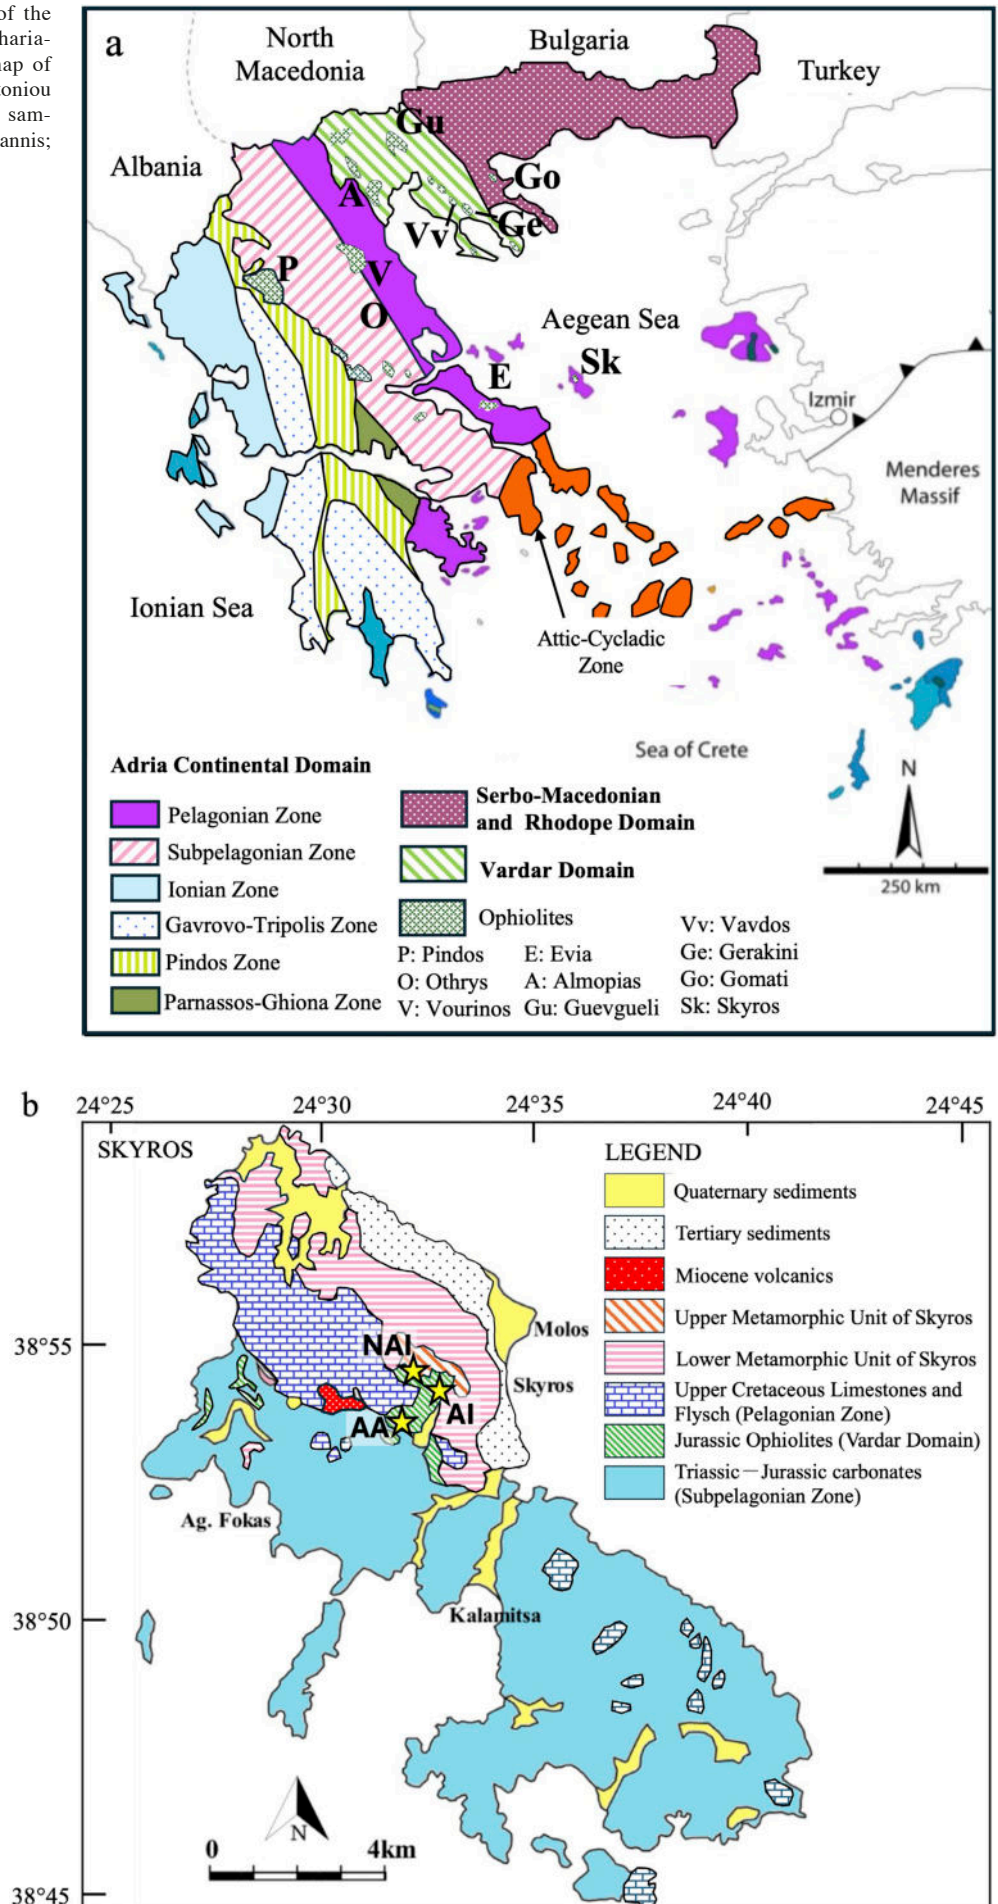 of the
haria-
nap of
toniou
sam-
annis;
a
North
Macedonia
Bulgaria
Turkey
Albania
Gu
Go
A
Ge
Vv
P
V
O
Aegean Sea
Sk
E
Izmir
Menderes
Massif
Ionian Sea
Attic-Cycladic
Zone
Sea of Crete
N
250 km
Adria Continental Domain
Pelagonian Zone
Subpelagonian Zone
Ionian Zone
Gavrovo-Tripolis Zone
Pindos Zone
Parnassos-Ghiona Zone
Serbo-Macedonian
and Rhodope Domain
Vardar Domain
Ophiolites
P: Pindos
O: Othrys
V: Vourinos
E: Evia
A: Almopias
Gu: Guevgueli
Vv: Vavdos
Ge: Gerakini
Go: Gomati
Sk: Skyros
b
24°25 24°30 24°35 24°40 24°45
SKYROS
LEGEND
Quaternary sediments
Tertiary sediments
Miocene volcanics
Upper Metamorphic Unit of Skyros
Lower Metamorphic Unit of Skyros
Upper Cretaceous Limestones and
Flysch (Pelagonian Zone)
Jurassic Ophiolites (Vardar Domain)
Triassic－Jurassic carbonates
(Subpelagonian Zone)
38°55
Molos
NAI
Skyros
AI
AA
Ag. Fokas
38°50
Kalamitsa
N
0 4km
38°45